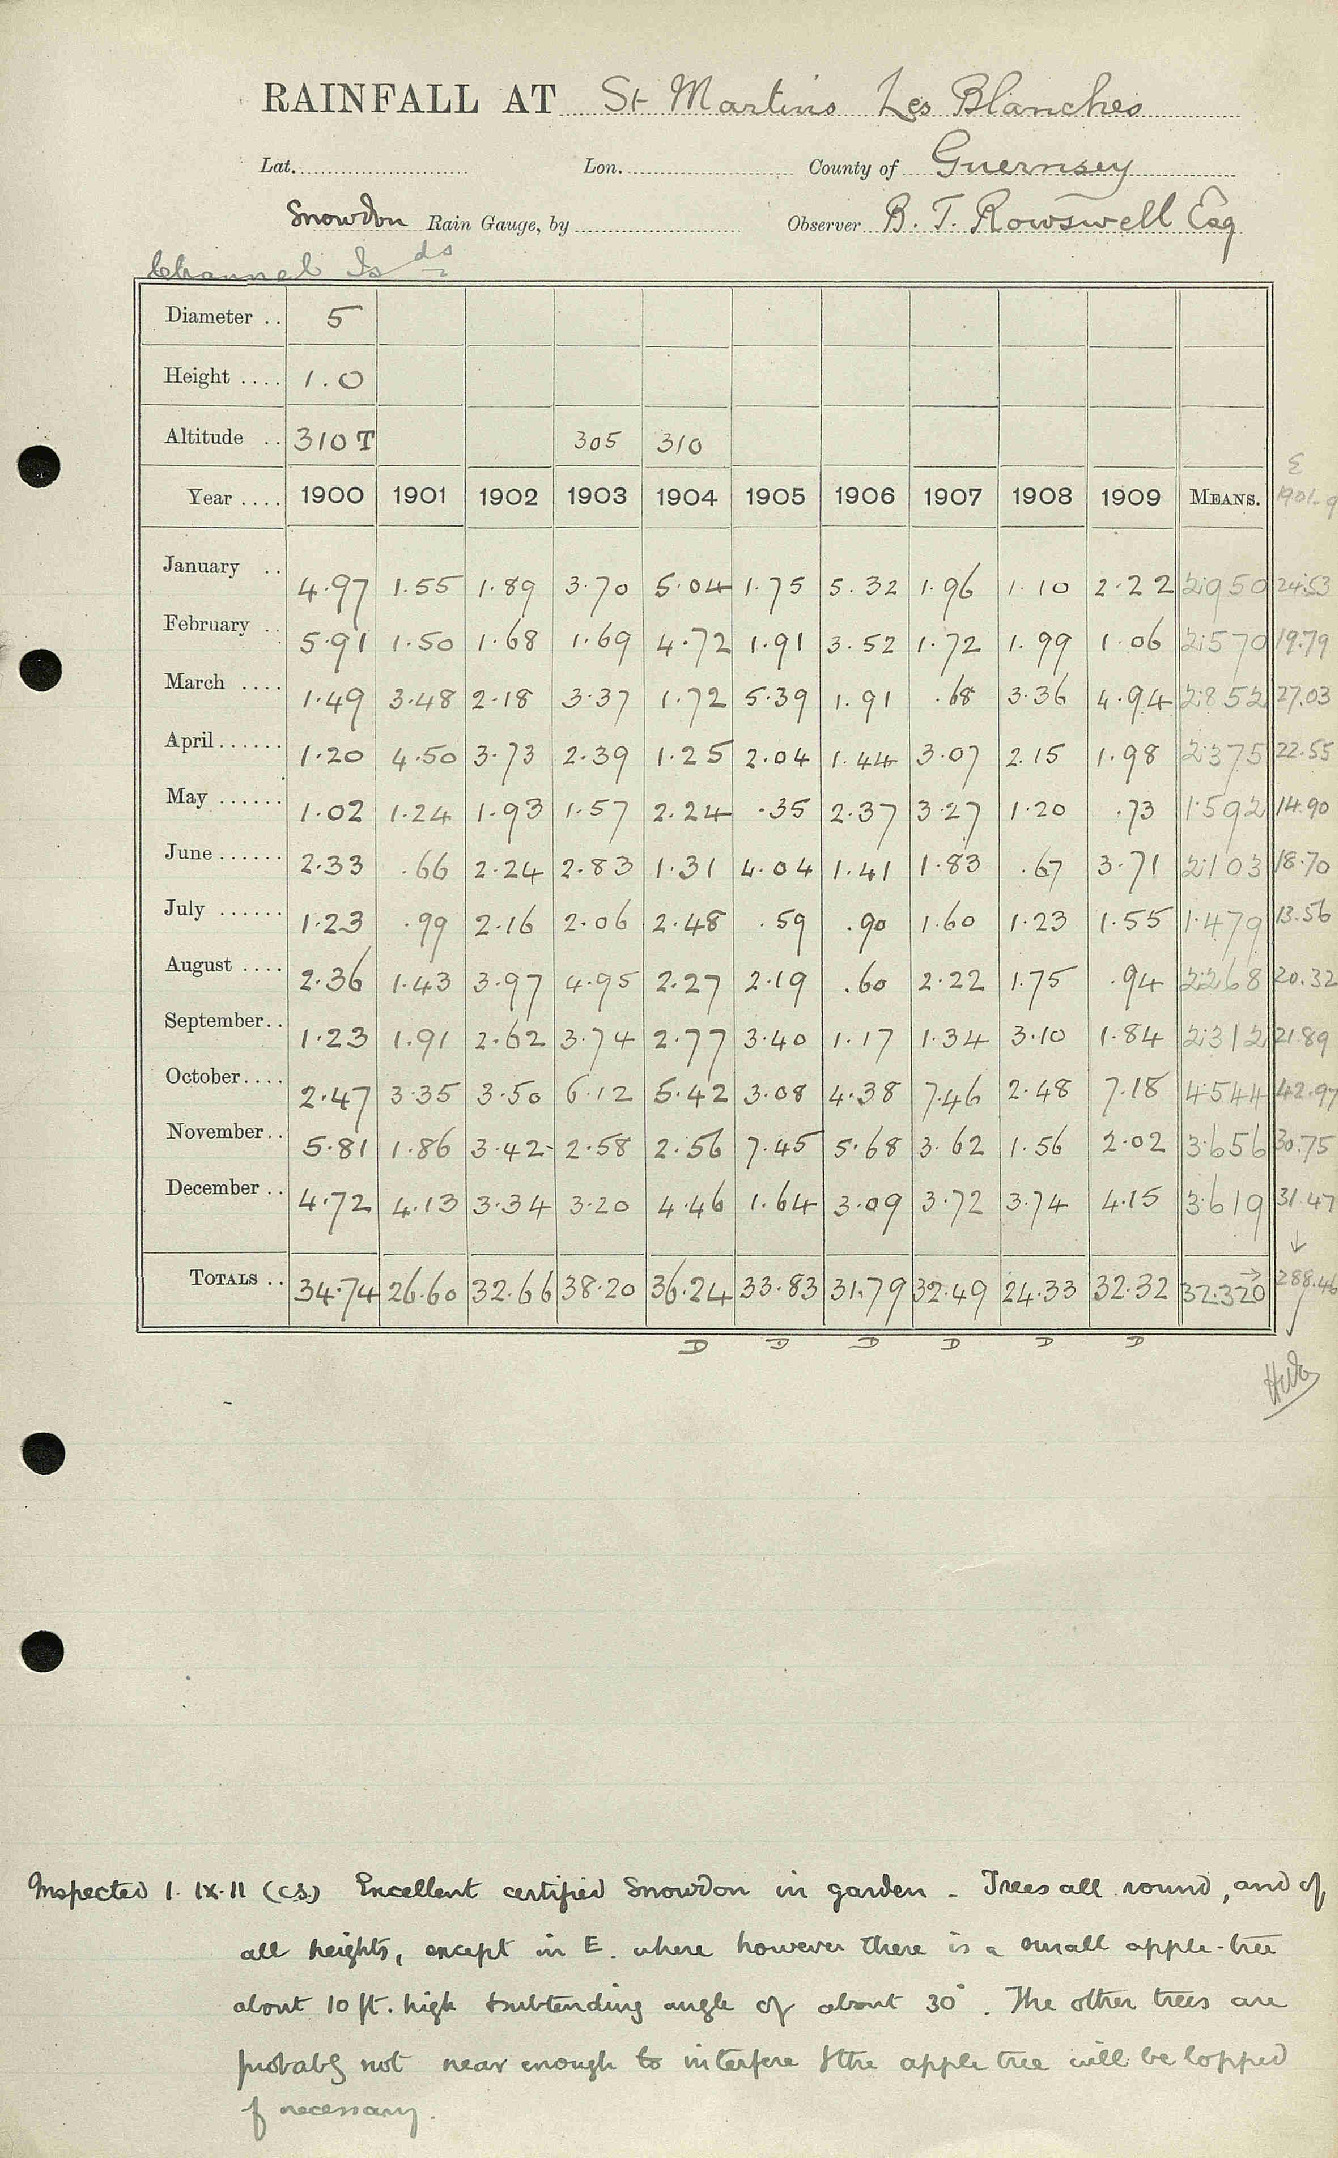 RAINFALL AT St Martins Les Blanches
Lat. Lon. County of Guernsey
Snowdon Rain Gauge, by Observer B. T. Rowswell Esq
Channel Is ds
Diameter .. 5
Height .... 1.0
Altitude .. 310 T 305 310
Σ
Year .... 1900 1901 1902 1903 1904 1905 1906 1907 1908 1909 MEANS. 1901-9
January .. 4.97 1.55 1.89 3.70 5.04 1.75 5.32 1.96 1.10 2.22 2.950 24.53
February .. 5.91 1.50 1.68 1.69 4.72 1.91 3.52 1.72 1.99 1.06 2.570 19.79
March .... 1.49 3.48 2.18 3.37 1.72 5.39 1.91 .68 3.36 4.94 2.852 27.03
April ...... 1.20 4.50 3.73 2.39 1.25 2.04 1.44 3.07 2.15 1.98 2.375 22.55
May ...... 1.02 1.24 1.93 1.57 2.24 .35 2.37 3.27 1.20 .73 1.592 14.90
June ...... 2.33 .66 2.24 2.83 1.31 4.04 1.41 1.83 .67 3.71 2.103 18.70
July ...... 1.23 .99 2.16 2.06 2.48 .59 .90 1.60 1.23 1.55 1.479 13.56
August .... 2.36 1.43 3.97 4.95 2.27 2.19 .60 2.22 1.75 .94 2.268 20.32
September .. 1.23 1.91 2.62 3.74 2.77 3.40 1.17 1.34 3.10 1.84 2.312 21.89
October .... 2.47 3.35 3.50 6.12 5.42 3.08 4.38 7.46 2.48 7.18 4.544 42.97
November .. 5.81 1.86 3.42 2.58 2.56 7.45 5.68 3.62 1.56 2.02 3.656 30.75
December .. 4.72 4.13 3.34 3.20 4.46 1.64 3.09 3.72 3.74 4.15 3.619 31.47
TOTALS .. 34.74 26.60 32.66 38.20 36.24 33.83 31.79 32.49 24.33 32.32 32.320 288.46
D D D D D D
Inspected 1. IX. 11 (C.S.) Excellent certified Snowdon in garden - Trees all round, and of
all heights, except in E. where however there is a small apple-tree
about 10 ft. high & subtending angle of about 30°. The other trees are
probably not near enough to interfere & the apple tree will be lopped
if necessary.